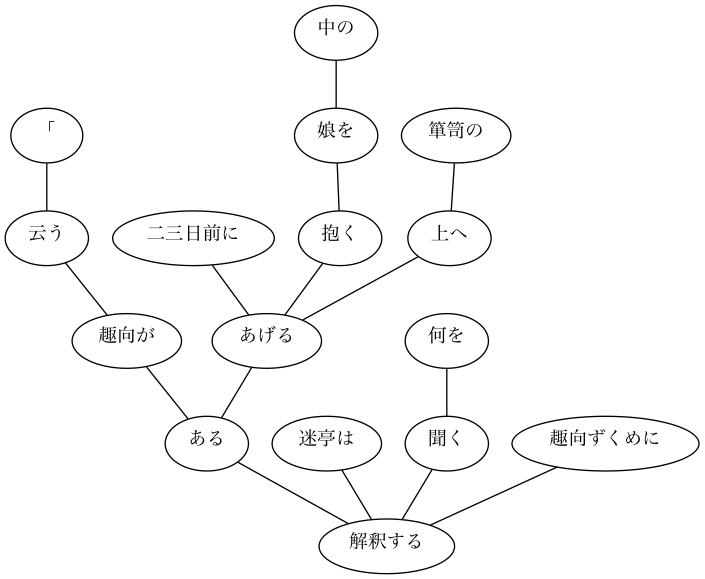 中の
「
娘を
箪笥の
云う
二三日前に
抱く
上へ
趣向が
あげる
何を
ある
迷亭は
聞く
趣向ずくめに
解釈する